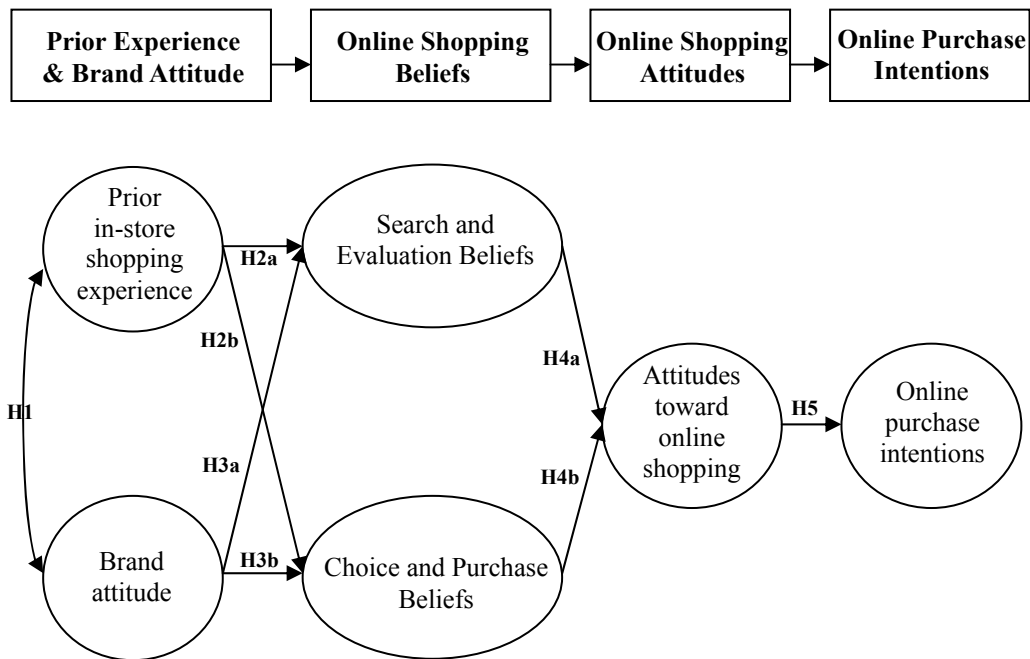 Prior Experience
& Brand Attitude
Online Shopping
Beliefs
Online Shopping
Attitudes
Online Purchase
Intentions
Prior
in-store
shopping
experience
Search and
Evaluation Beliefs
H2a
H2b
H1
H3a
H3b
Brand
attitude
Choice and Purchase
Beliefs
H4a
H4b
Attitudes
toward
online
shopping
H5
Online
purchase
intentions